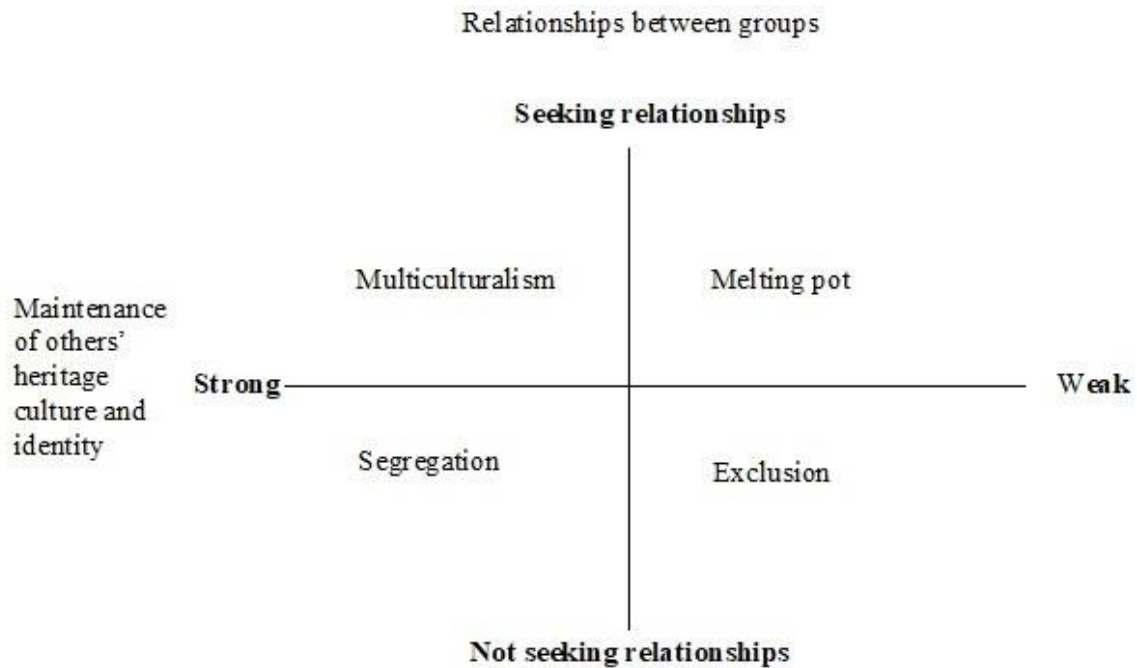 Relationships between groups
Seeking relationships
Multiculturalism
Melting pot
Maintenance
of others’
heritage
culture and
identity
Strong
Weak
Segregation
Exclusion
Not seeking relationships